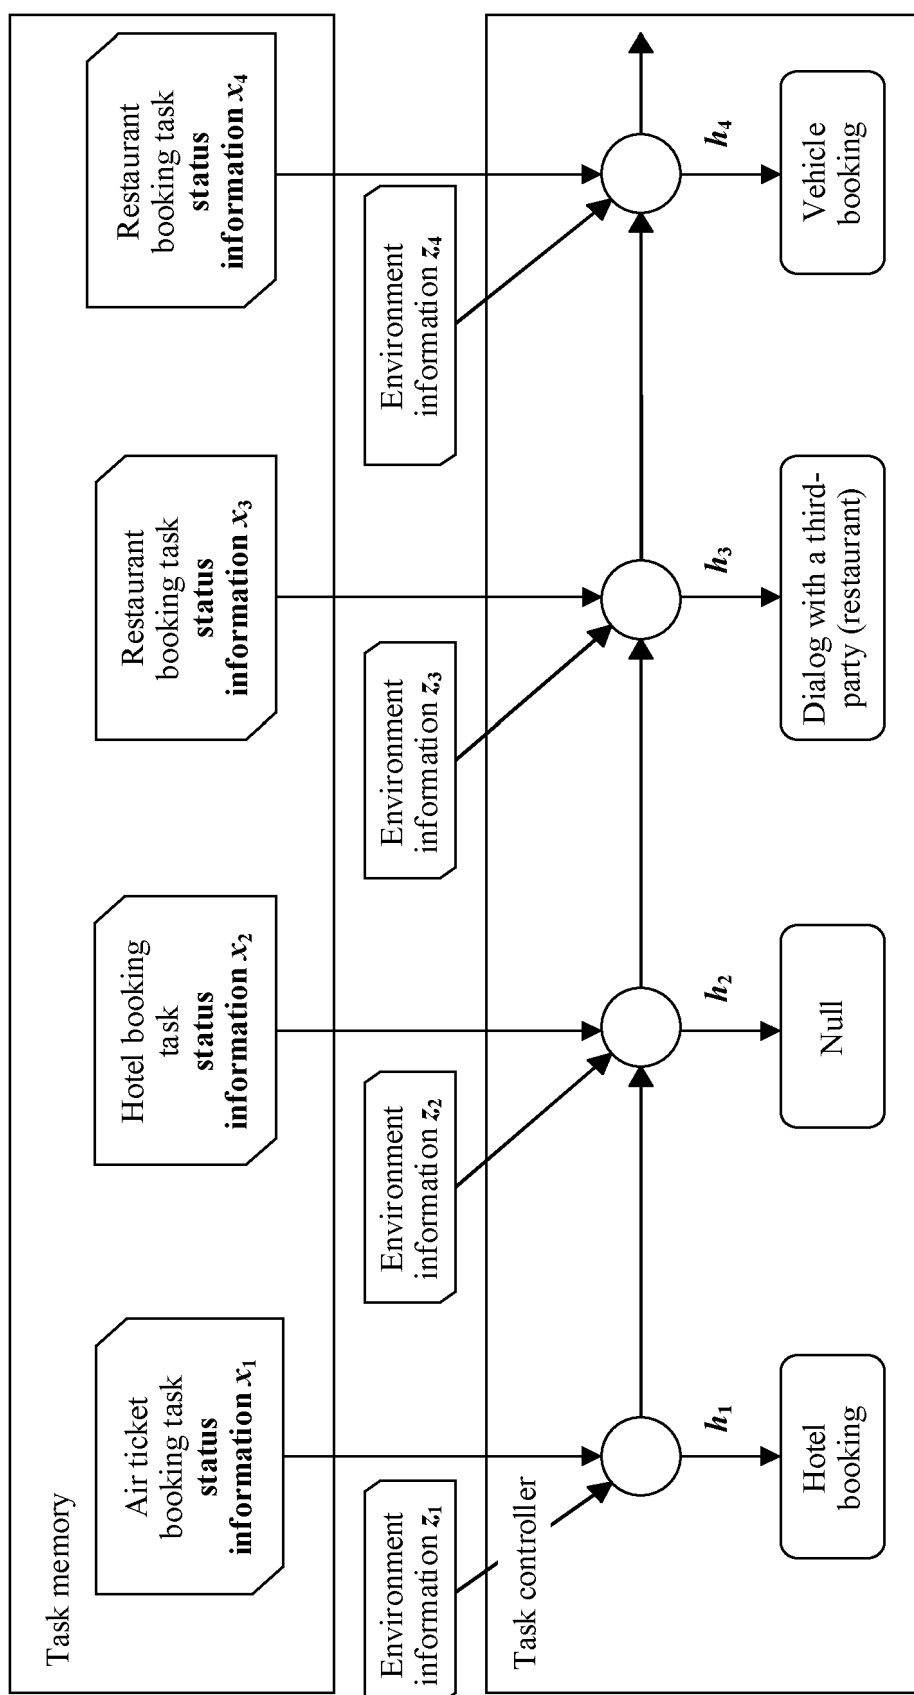 Task memory
Air ticket
booking task
status
information x1
Hotel booking
task
status
information x2
Restaurant
booking task
status
information x3
Restaurant
booking task
status
information x4
Environment
information z1
Environment
information z2
Environment
information z3
Environment
information z4
Task controller
h1
h2
h3
h4
Hotel
booking
Null
Dialog with a third-
party (restaurant)
Vehicle
booking